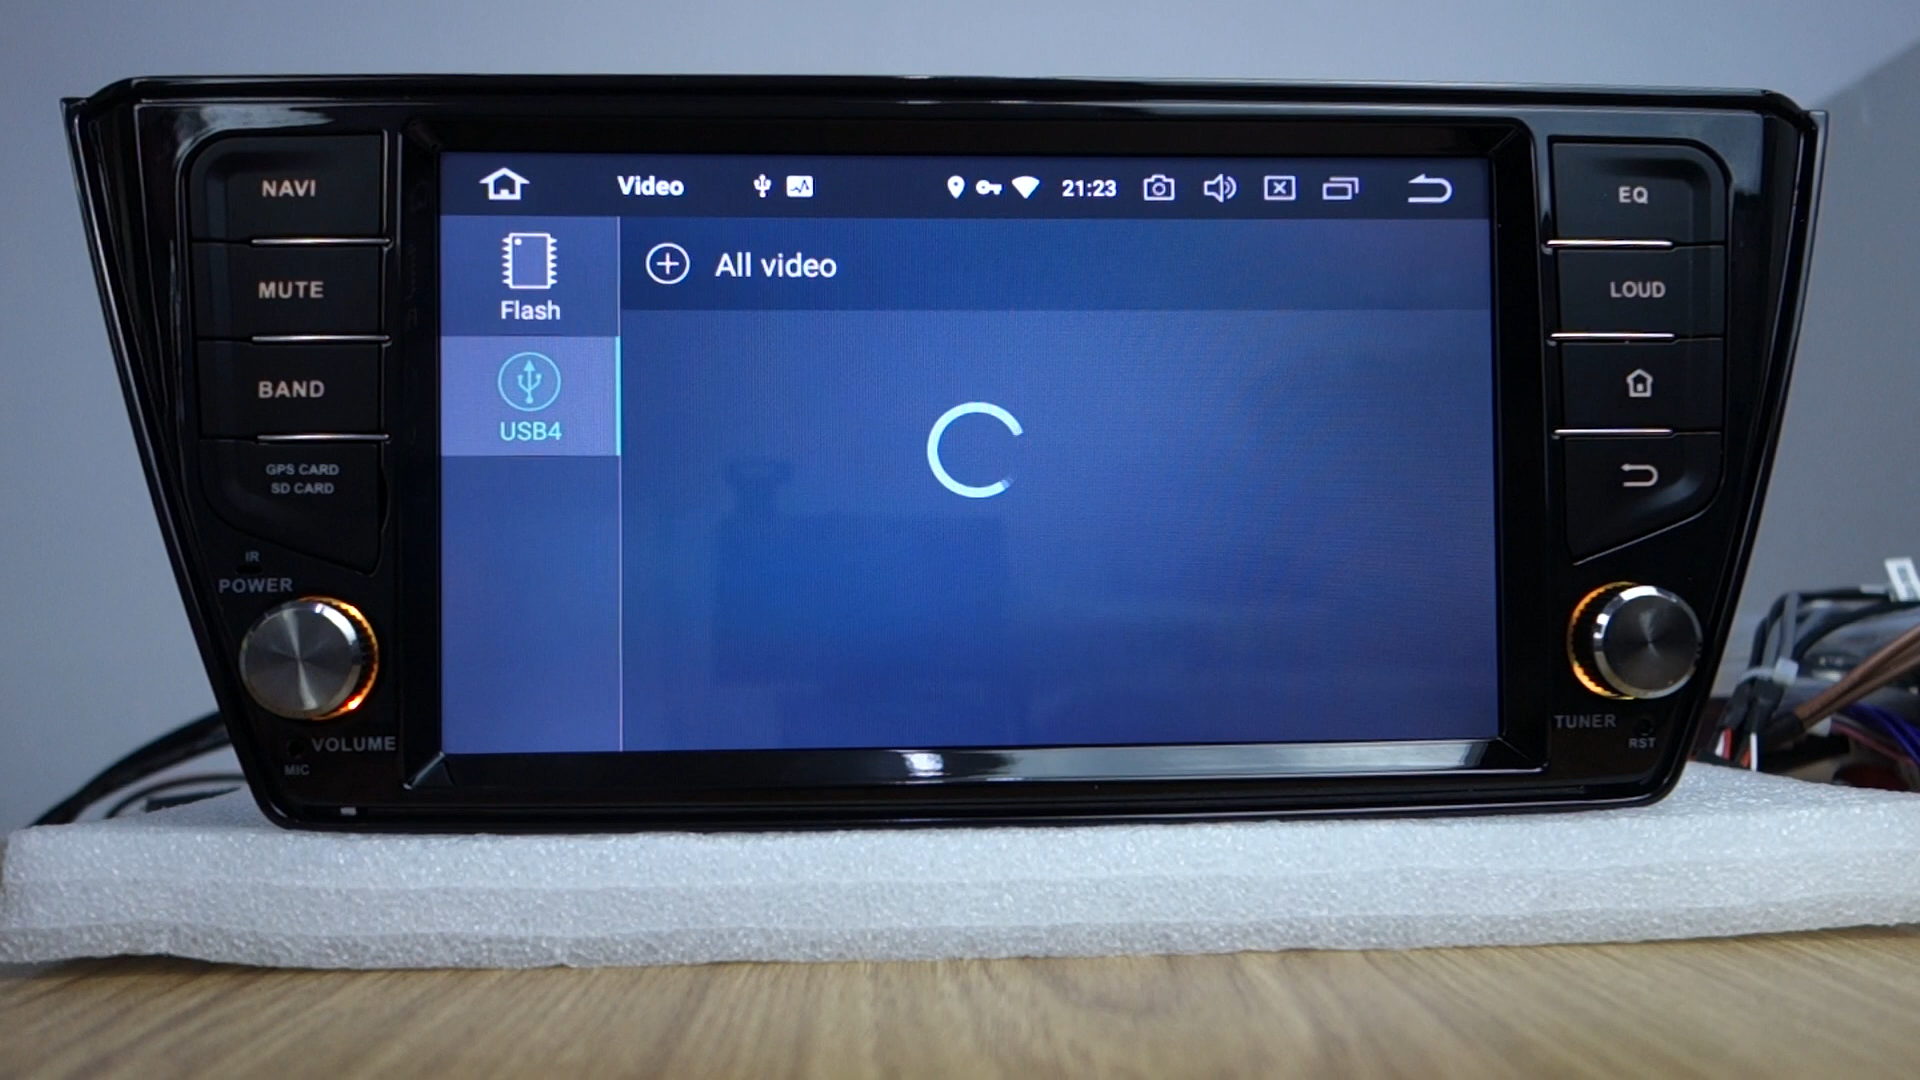 NAVI
MUTE
BAND
GPS CARD
SD CARD
IR
POWER
VOLUME
MIC
Video
21:23
Flash
USB4
All video
EQ
LOUD
TUNER
RST